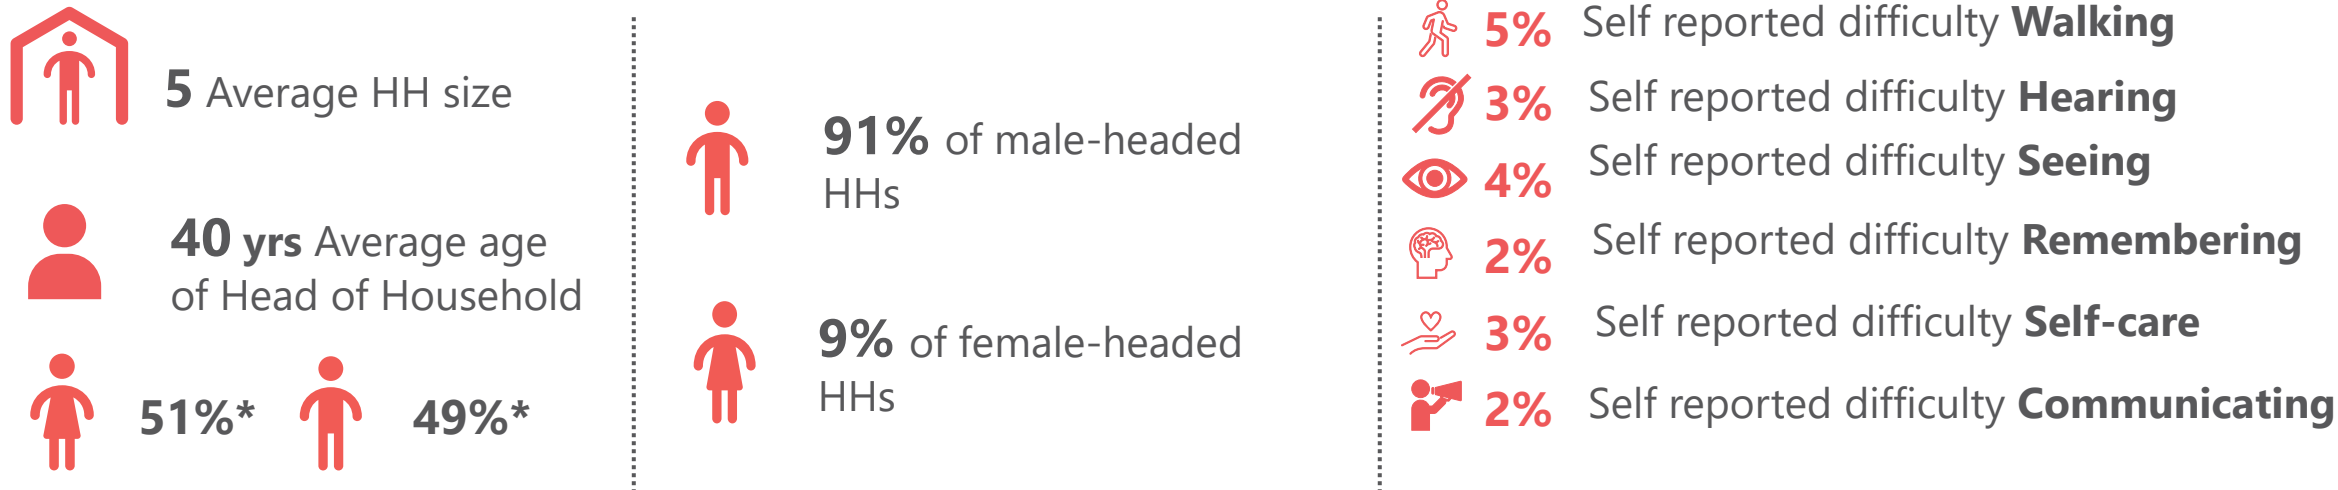 5 Average HH size
40 yrs Average age
of Head of Household
51%* 49%*
91% of male-headed
HHs
9% of female-headed
HHs
5% Self reported difficulty Walking
3% Self reported difficulty Hearing
4% Self reported difficulty Seeing
2% Self reported difficulty Remembering
3% Self reported difficulty Self-care
2% Self reported difficulty Communicating